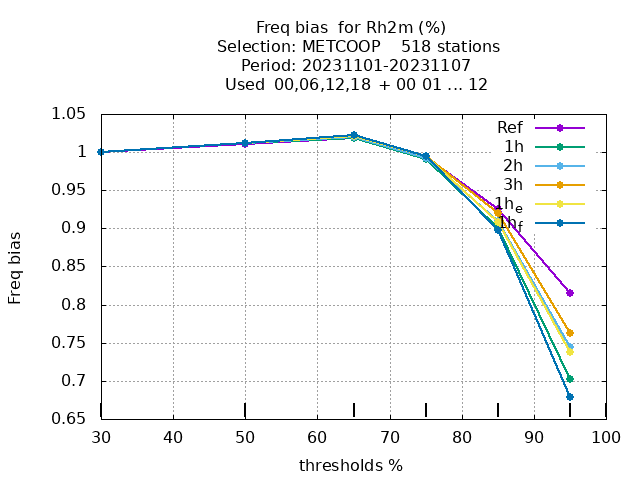 Freq bias  for Rh2m (%)
Selection: METCOOP    518 stations
Period: 20231101-20231107
Used  00,06,12,18 + 00 01 ... 12
Freq bias
1.05
1
0.95
0.9
0.85
0.8
0.75
0.7
0.65
Ref
1h
2h
3h
1he
1hf
30 40 50 60 70 80 90 100
thresholds %